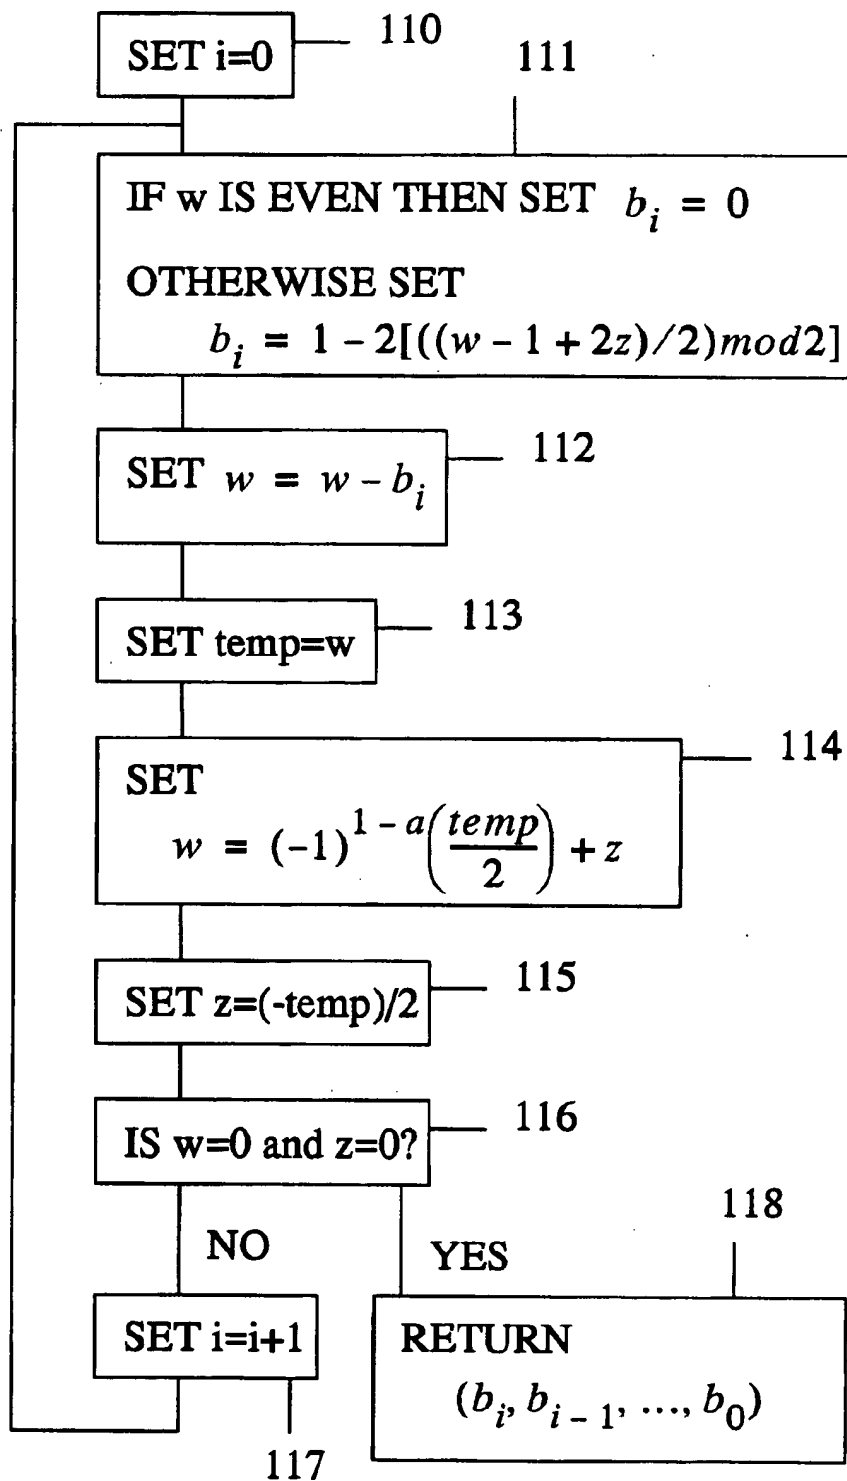 SET i=0
110
111
IF w IS EVEN THEN SET b_i = 0
OTHERWISE SET
b_i = 1 - 2[((w - 1 + 2z)/2)mod2]
SET w = w - b_i
112
SET temp=w
113
SET
w = (-1)^{1 - a}(temp/2) + z
114
SET z=(-temp)/2
115
IS w=0 and z=0?
116
NO
YES
118
SET i=i+1
117
RETURN
(b_i, b_{i - 1}, ..., b_0)